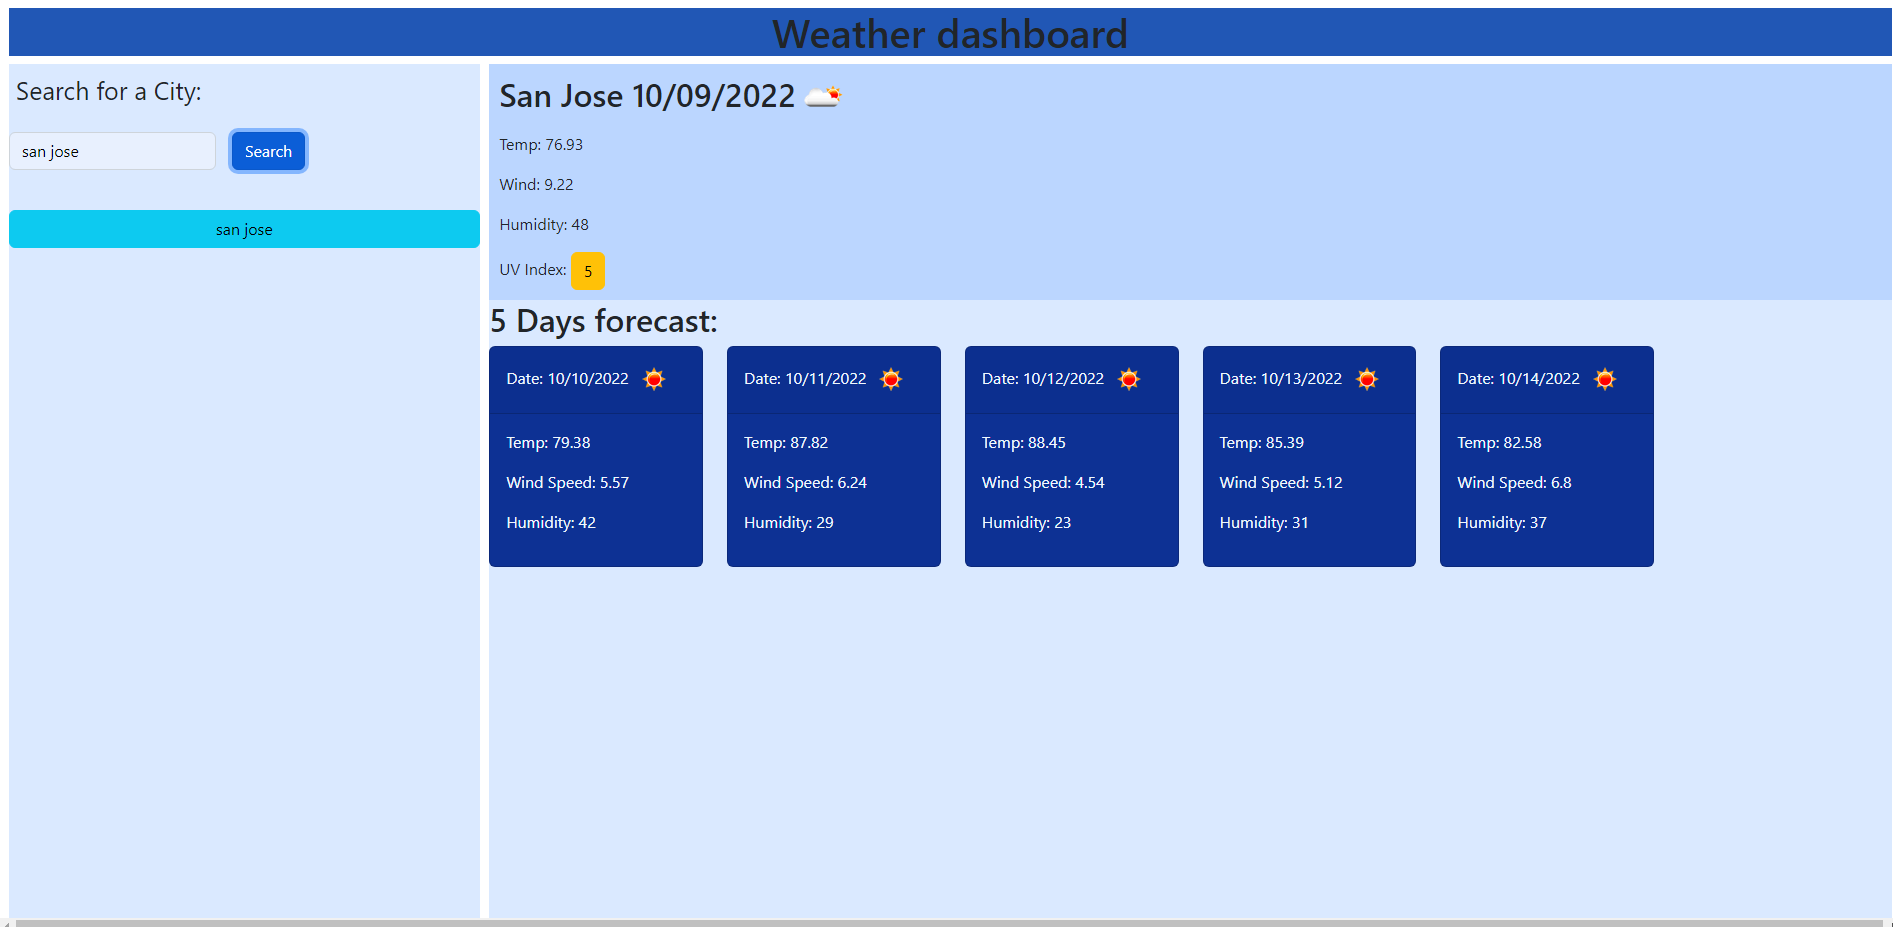 Weather dashboard
Search for a City:
san jose
Search
san jose
San Jose 10/09/2022
Temp: 76.93
Wind: 9.22
Humidity: 48
UV Index: 5
5 Days forecast:
Date: 10/10/2022
Temp: 79.38
Wind Speed: 5.57
Humidity: 42
Date: 10/11/2022
Temp: 87.82
Wind Speed: 6.24
Humidity: 29
Date: 10/12/2022
Temp: 88.45
Wind Speed: 4.54
Humidity: 23
Date: 10/13/2022
Temp: 85.39
Wind Speed: 5.12
Humidity: 31
Date: 10/14/2022
Temp: 82.58
Wind Speed: 6.8
Humidity: 37